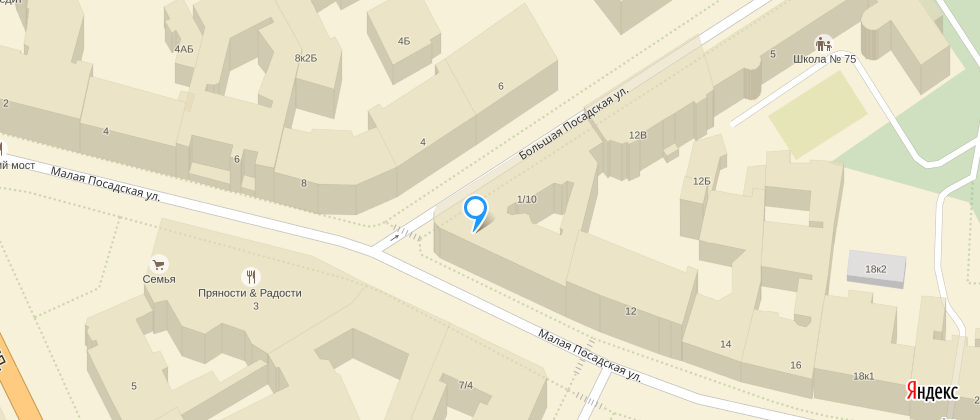 4АБ
4Б
8к2Б
2
4
6
8
4
6
5
Школа № 75
Большая Посадская ул.
12В
ий мост
Малая Посадская ул.
1/10
12Б
Семья
Пряности & Радости
3
18к2
12
Малая Посадская ул.
14
16
18к1
5
7/4
Яндекс